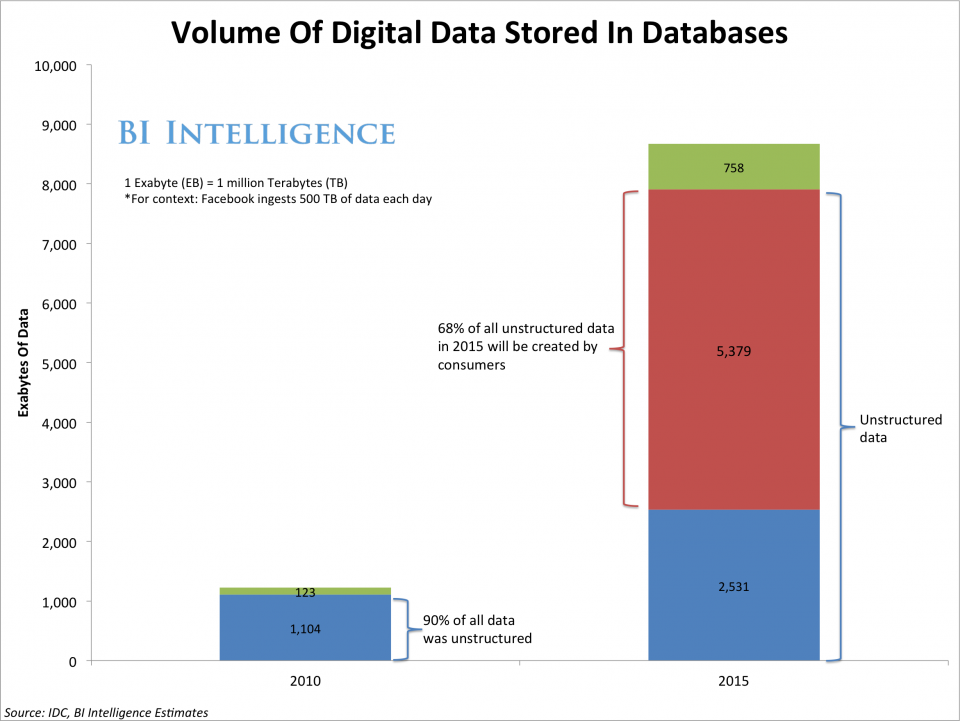 Volume Of Digital Data Stored In Databases
10,000
9,000
8,000
7,000
6,000
5,000
4,000
3,000
2,000
1,000
0
Exabytes Of Data
BI INTELLIGENCE
1 Exabyte (EB) = 1 million Terabytes (TB)
*For context: Facebook ingests 500 TB of data each day
758
68% of all unstructured data
in 2015 will be created by
consumers
5,379
Unstructured
data
2,531
123
1,104
90% of all data
was unstructured
2010
2015
Source: IDC, BI Intelligence Estimates